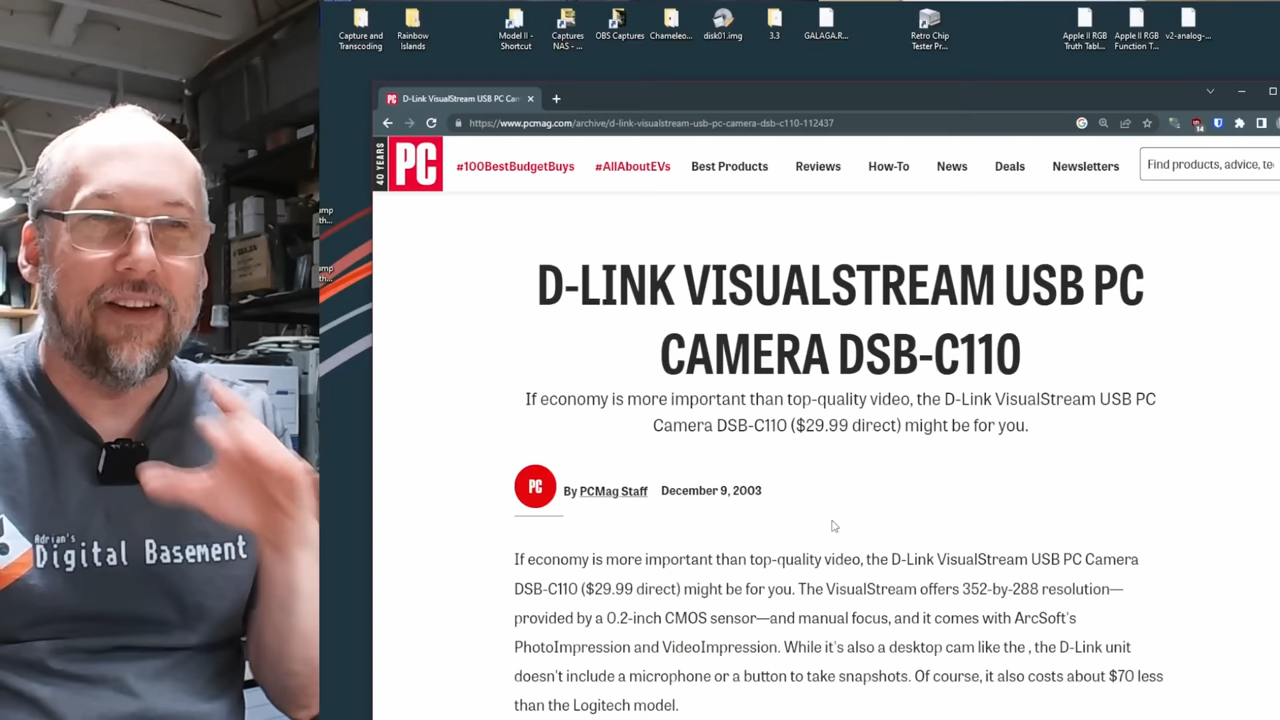 Capture and
Transcoding
Rainbow
Islands
Model II -
Shortcut
Captures
NAS - ...
OBS Captures
Chameleo...
disk01.img
3.3
GALAGA.R...
Retro Chip
Tester Pr...
Apple II RGB
Truth Tabl...
Apple II RGB
Function T...
v2-analog-...
D-Link VisualStream USB PC Can
https://www.pcmag.com/archive/d-link-visualstream-usb-pc-camera-dsb-c110-112437
14
40 YEARS
PC
#100BestBudgetBuys
#AllAboutEVs
Best Products
Reviews
How-To
News
Deals
Newsletters
Find products, advice, te
ump
th...
ump
th...
D-LINK VISUALSTREAM USB PC
CAMERA DSB-C110
If economy is more important than top-quality video, the D-Link VisualStream USB PC
Camera DSB-C110 ($29.99 direct) might be for you.
PC
By PCMag Staff December 9, 2003
If economy is more important than top-quality video, the D-Link VisualStream USB PC Camera
DSB-C110 ($29.99 direct) might be for you. The VisualStream offers 352-by-288 resolution—
provided by a 0.2-inch CMOS sensor—and manual focus, and it comes with ArcSoft's
PhotoImpression and VideoImpression. While it's also a desktop cam like the , the D-Link unit
doesn't include a microphone or a button to take snapshots. Of course, it also costs about $70 less
than the Logitech model.
Adrian's
Digital Basement